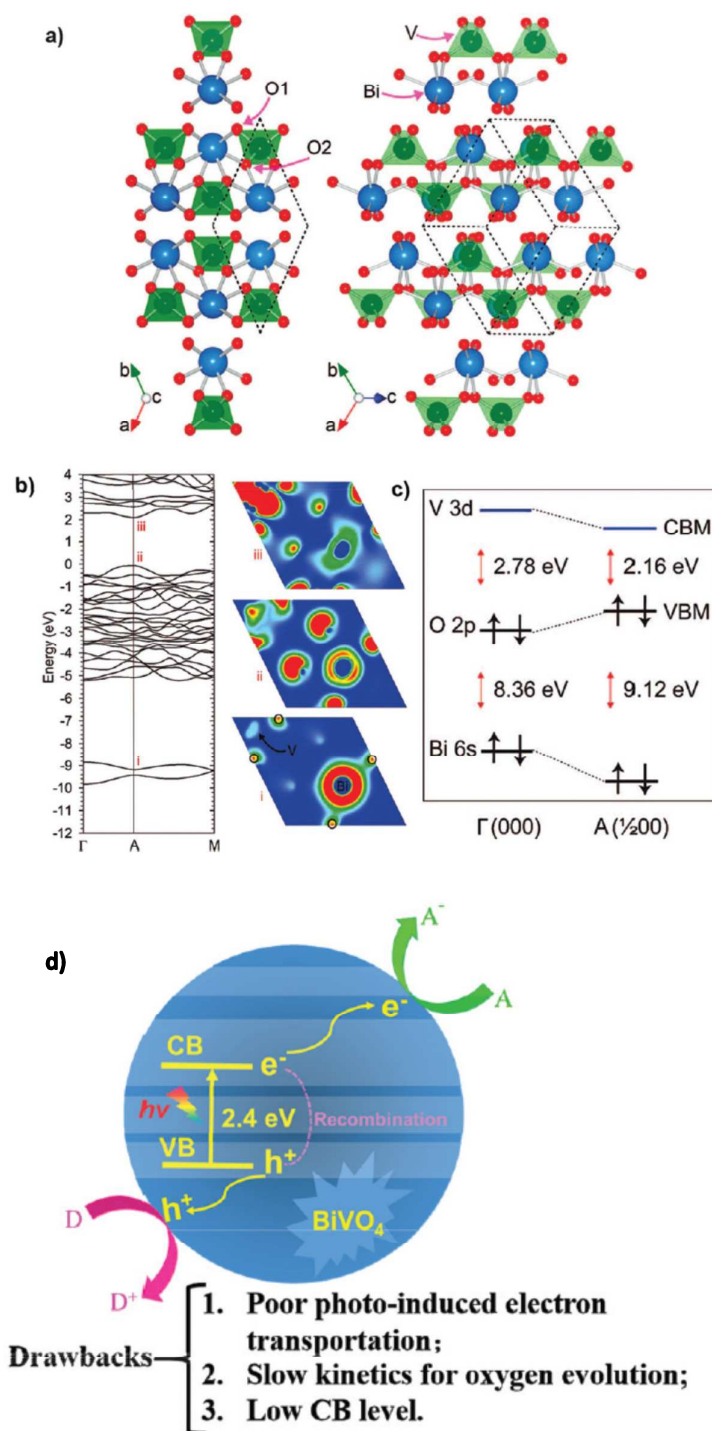 a)
V
Bi
O1
O2
b
c
a
b
c
a
b)
c)
Energy (eV)
4
3
2
1
0
-1
-2
-3
-4
-5
-6
-7
-8
-9
-10
-11
-12
iii
ii
i
Γ A M
iii
ii
i
V
O
O
O
O
Bi
V 3d
CBM
2.78 eV 2.16 eV
O 2p
VBM
8.36 eV 9.12 eV
Bi 6s
Γ(000) A(½00)
d)
A⁻
A
e⁻
CB
e⁻
hν
2.4 eV
Recombination
VB
h⁺
h⁺
D
BiVO₄
D⁺
Drawbacks
1. Poor photo-induced electron
transportation;
2. Slow kinetics for oxygen evolution;
3. Low CB level.